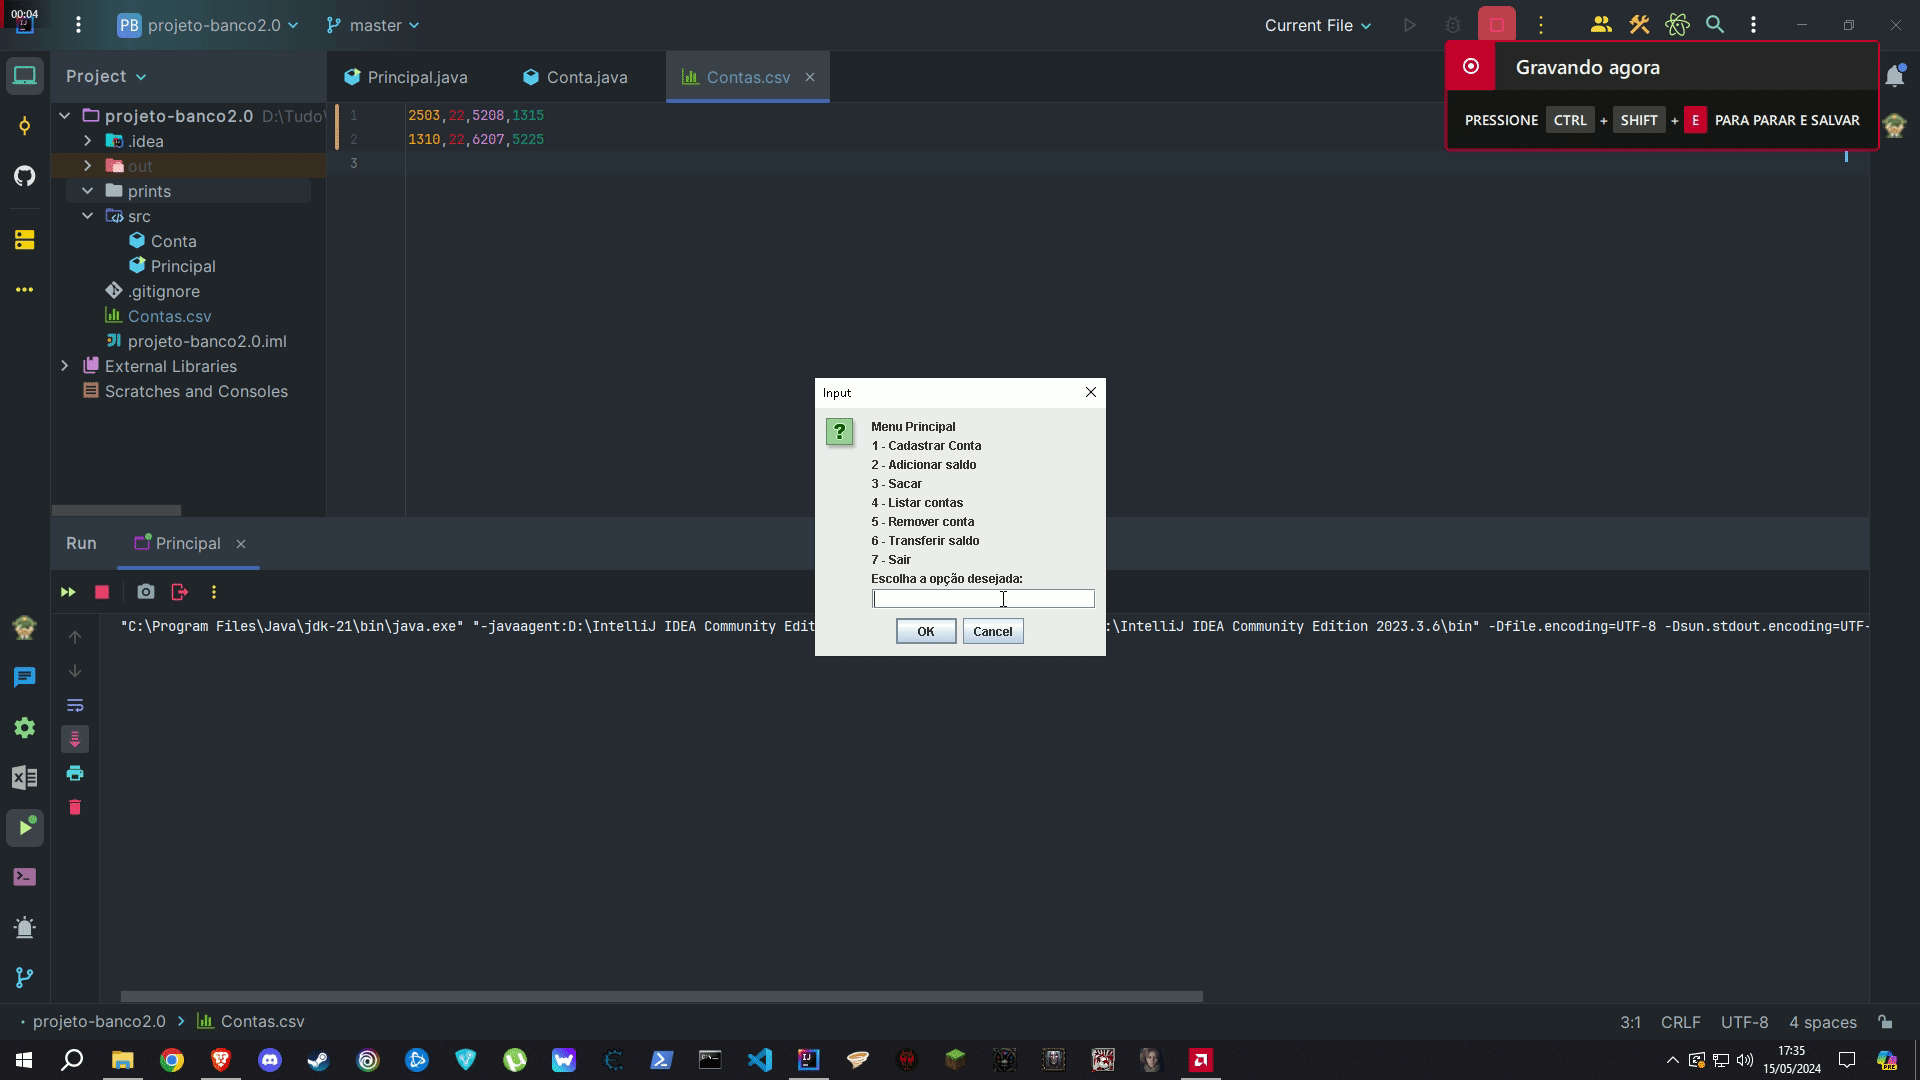 00:04
PB projeto-banco2.0
master
Current File
Project
Principal.java
Conta.java
Contas.csv
Gravando agora
PRESSIONE CTRL + SHIFT + E PARA PARAR E SALVAR
projeto-banco2.0 D:\Tudo\
.idea
out
prints
src
Conta
Principal
.gitignore
Contas.csv
projeto-banco2.0.iml
External Libraries
Scratches and Consoles
1 2503,22,5208,1315
2 1310,22,6207,5225
3
Input
Menu Principal
1 - Cadastrar Conta
2 - Adicionar saldo
3 - Sacar
4 - Listar contas
5 - Remover conta
6 - Transferir saldo
7 - Sair
Escolha a opção desejada:
OK
Cancel
Run
Principal
"C:\Program Files\Java\jdk-21\bin\java.exe" "-javaagent:D:\IntelliJ IDEA Community Edit :\IntelliJ IDEA Community Edition 2023.3.6\bin" -Dfile.encoding=UTF-8 -Dsun.stdout.encoding=UTF-
projeto-banco2.0 > Contas.csv
3:1
CRLF
UTF-8
4 spaces
17:35
15/05/2024